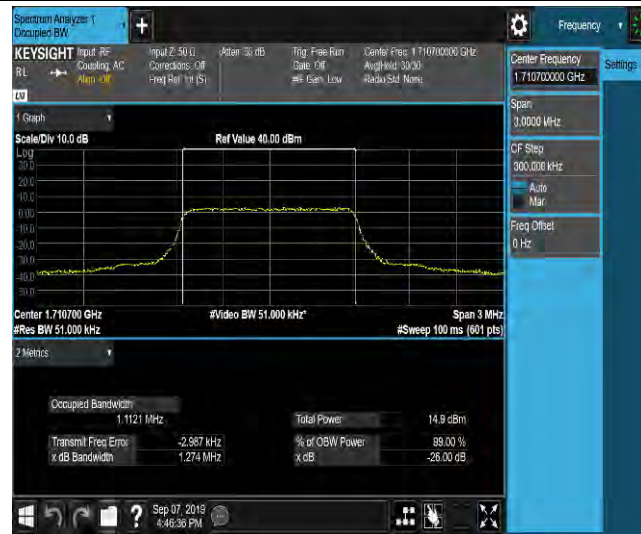 Spectrum Analyzer 1
Occupied BW
+
Frequency
KEYSIGHT
RL
Input: RF
Coupling: AC
Align: Off
Input Z: 50 Ω
Corrections: Off
Freq Ref: Int (S)
Trig: Free Run
Gate: Off
#IF Gain: Low
Center Freq: 1.710700000 GHz
Avg|Hold: 30/30
Radio Std: None
LW
1 Graph
Scale/Div 10.0 dB
Ref Value 40.00 dBm
Log
30.0
20.0
10.0
0.00
-10.0
-20.0
-30.0
-40.0
-50.0
Center 1.710700 GHz
#Video BW 51.000 kHz*
Span 3 MHz
#Res BW 51.000 kHz
#Sweep 100 ms (601 pts)
2 Metrics
Occupied Bandwidth
1.1121 MHz
Total Power
14.9 dBm
Transmit Freq Error
-2.987 kHz
% of OBW Power
99.00 %
x dB Bandwidth
1.274 MHz
x dB
-26.00 dB
Center Frequency
1.710700000 GHz
Settings
Span
3.0000 MHz
CF Step
300.000 kHz
Auto
Man
Freq Offset
0 Hz
?
Sep 07, 2019
4:46:36 PM